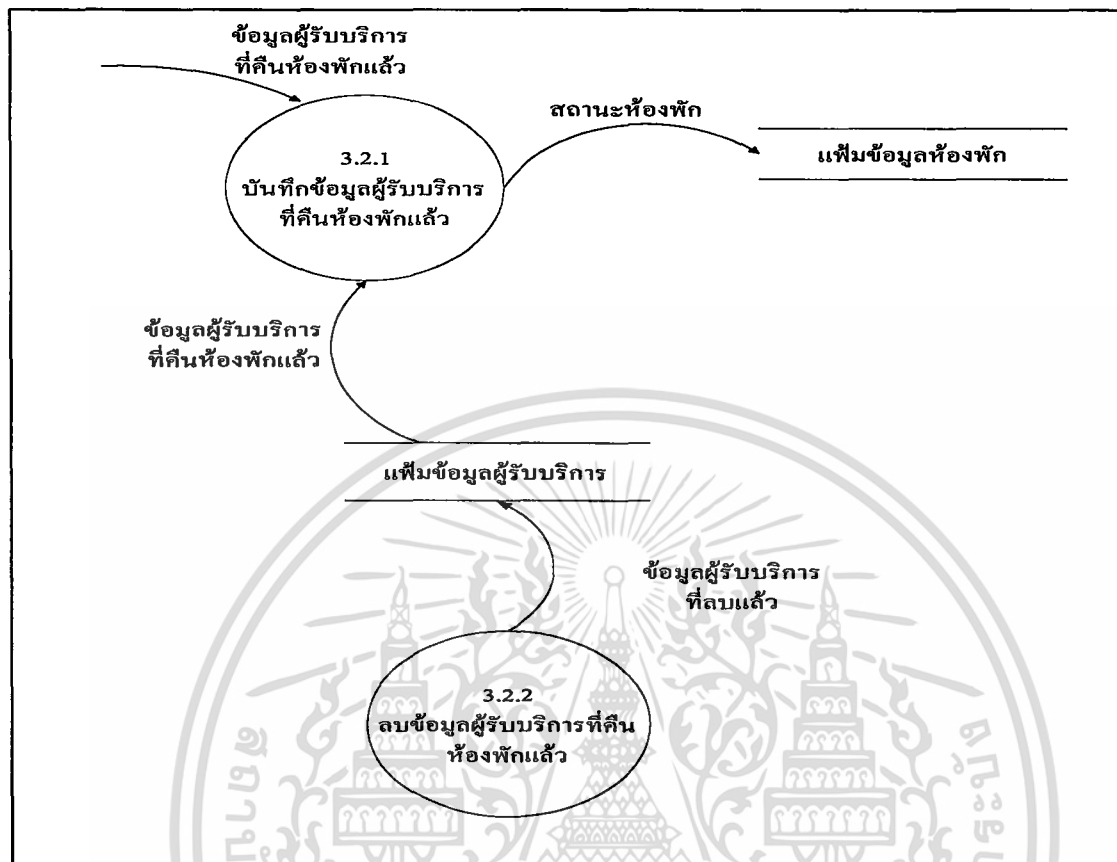 ข้อมูลผู้รับบริการ
ที่คืนห้องพักแล้ว
สถานะห้องพัก
3.2.1
บันทึกข้อมูลผู้รับบริการ
ที่คืนห้องพักแล้ว
แฟ้มข้อมูลห้องพัก
ข้อมูลผู้รับบริการ
ที่คืนห้องพักแล้ว
แฟ้มข้อมูลผู้รับบริการ
ข้อมูลผู้รับบริการ
ที่ลบแล้ว
3.2.2
ลบข้อมูลผู้รับบริการที่คืน
ห้องพักแล้ว